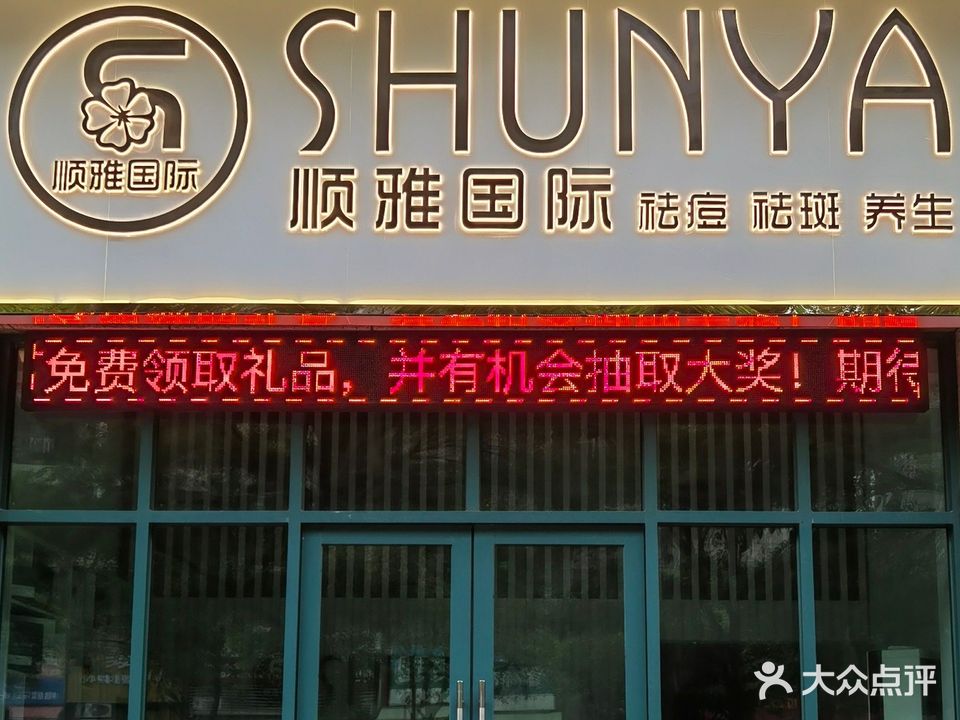 SHUNYA
顺雅国际
顺雅国际 祛痘 祛斑 养生
免费领取礼品，并有机会抽取大奖！期待
大众点评